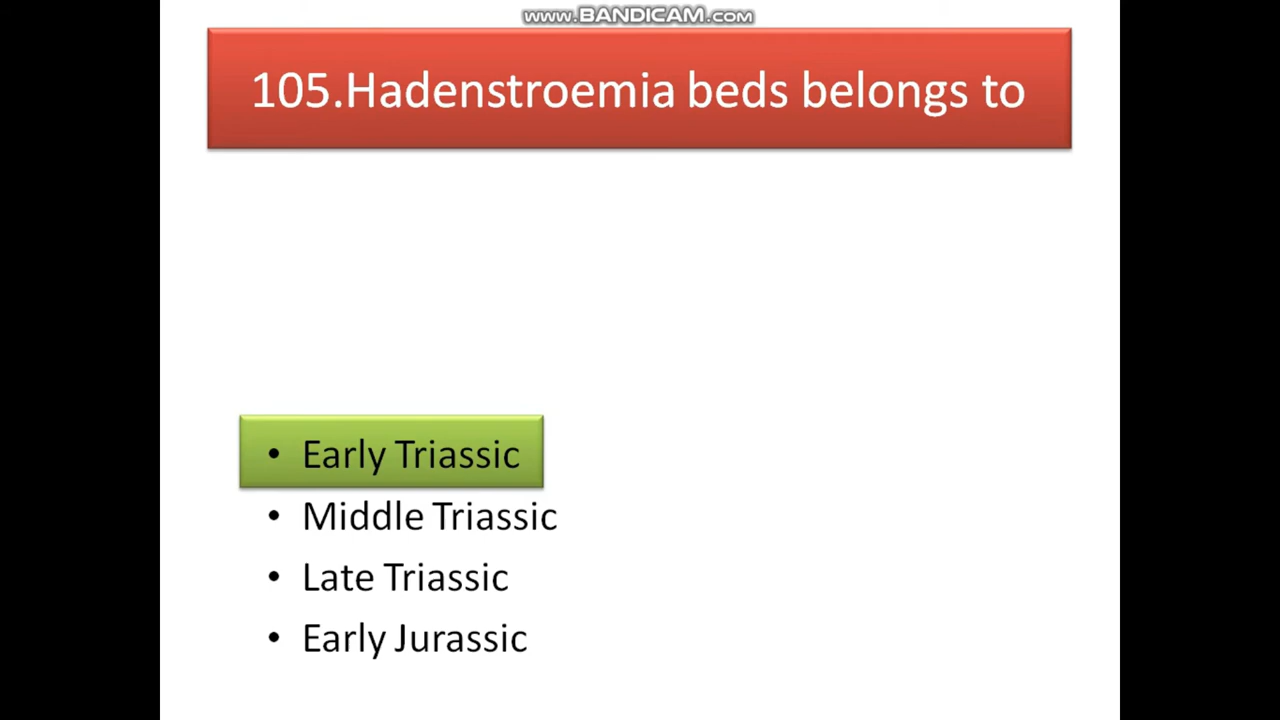 www.BANDICAM.com
105.Hadenstroemia beds belongs to
• Early Triassic
• Middle Triassic
• Late Triassic
• Early Jurassic